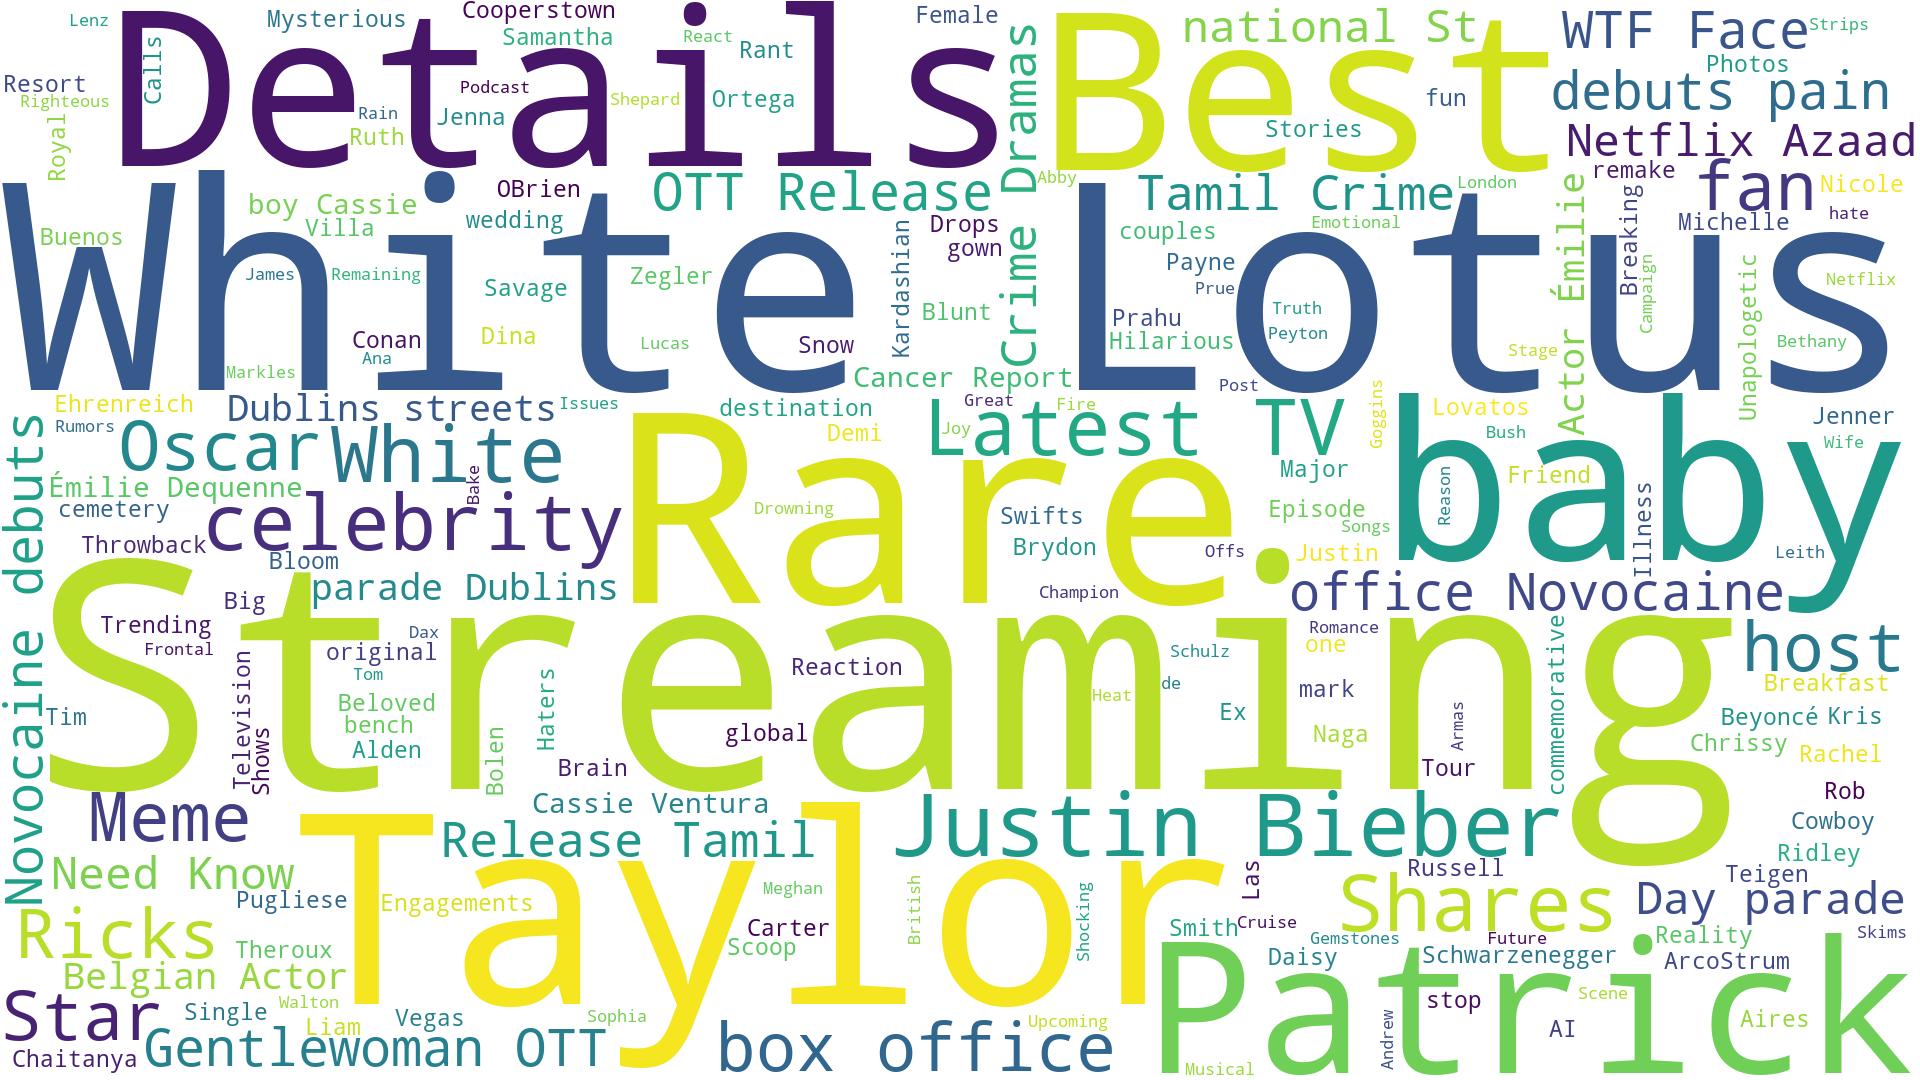 Lenz
Mysterious
Cooperstown
Samantha
React
Rant
Female
national St
WTF Face
Strips
Photos
Details
Best
Calls
Resort
Righteous
Royal
Podcast
Rain
Jenna
Ruth
Shepard
Ortega
Crime Dramas
fun
Stories
debuts pain
Netflix Azaad
OBrien
OTT Release
Abby
Tamil Crime
London
remake
fan
Nicole
hate
White Lotus
boy Cassie
Villa
wedding
Buenos
Drops
gown
couples
Emotional
Michelle
Actor Émilie
Breaking
James
Remaining
Savage
Zegler
Kardashian
Payne
Prue
Campaign
Unapologetic
Netflix
Blunt
Prahu
Truth
Peyton
Conan
Dina
Ana
Lucas
Snow
Hilarious
Stage
Bethany
Markles
Cancer Report
Post
Ehrenreich
Dublins streets
Issues
destination
Great
Fire
Goggins
Lovatos
Jenner
Rumors
Oscar
White
Demi
Joy
Latest TV
Bush
Wife
baby
Novocaine debuts
Émilie Dequenne
Bake
Rare
Major
Friend
Reason
Illness
cemetery
celebrity
Drowning
Swifts
Episode
Songs
Throwback
Bloom
Brydon
Offs
Justin
Leith
parade Dublins
Champion
office Novocaine
Big
Trending
Frontal
Streaming
Dax
original
Tom
Reaction
Schulz
Romance
one
commemorative
host
Television
Shows
Haters
Heat
de
mark
Breakfast
Tim
Beloved
bench
Ex
Armas
Beyoncé
Kris
Alden
Bolen
global
Naga
Chrissy
Rachel
Brain
Tour
Rob
Meme
Cassie Ventura
Justin Bieber
Cowboy
Release Tamil
Taylor
Ridley
Need Know
Las
Russell
Teigen
Pugliese
Engagements
Meghan
British
Shocking
Shares
Day parade
Ricks
Carter
Smith
Cruise
Theroux
Scoop
Gemstones
Future
Reality
Skims
Belgian Actor
Daisy
Schwarzenegger
ArcoStrum
Patrick
Star
Single
Walton
Liam
Vegas
Sophia
Upcoming
stop
Scene
Andrew
AI
Aires
Chaitanya
Gentlewoman OTT
box office
Musical